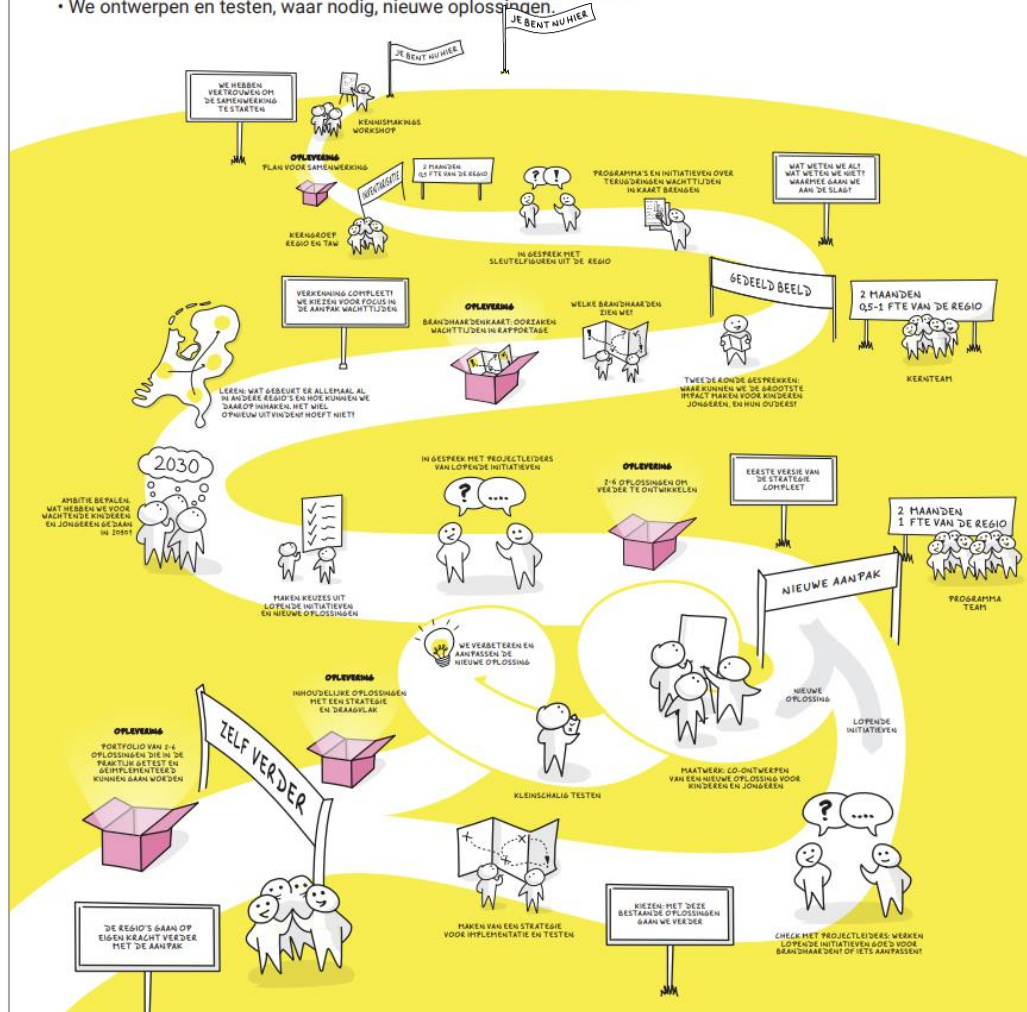 • We ontwerpen en testen, waar nodig, nieuwe oplossingen.
JE BENT NU HIER
JE BENT NU HIER
WE HEBBEN
VERTROUWEN OM
DE SAMENWERKING
TE STARTEN
KENNISMAKINGS
WORKSHOP
OPLEVERING
PLAN VOOR SAMENWERKING
INVENTARISATIE
2 MAANDEN
0,5 FTE VAN DE REGIO
KERNGROEP
REGIO EN TAW
IN GESPREK MET
SLEUTELFIGUREN UIT DE REGIO
? !
PROGRAMMA'S EN INITIATIEVEN OVER
TERUGDRINGEN WACHTTIJDEN
IN KAART BRENGEN
WAT WETEN WE AL?
WAT WETEN WE NIET?
WAARMEE GAAN WE
AAN DE SLAG?
GEDEELD BEELD
2 MAANDEN
0,5-1 FTE VAN DE REGIO
KERNTEAM
TWEEDE RONDE GESPREKKEN:
WAAR KUNNEN WE DE GROOTSTE
IMPACT MAKEN VOOR KINDEREN
JONGEREN, EN HUN OUDERS?
WELKE BRANDHAARDEN
ZIEN WE?
OPLEVERING
BRANDHAARDENKAART: OORZAKEN
WACHTTIJDEN IN RAPPORTAGE
VERKENNING COMPLEET!
WE KIEZEN VOOR FOCUS IN
DE AANPAK WACHTTIJDEN
LEREN: WAT GEBEURT ER ALLEMAAL AL
IN ANDERE REGIO'S EN HOE KUNNEN WE
DAAROP INHAKEN. HET WIEL
OPNIEUW UITVINDEN? HOEFT NIET!
2030
AMBITIE BEPALEN.
WAT HEBBEN WE VOOR
WACHTENDE KINDEREN
EN JONGEREN GEDAAN
IN 2030?
MAKEN KEUZES UIT
LOPENDE INITIATIEVEN
EN NIEUWE OPLOSSINGEN
IN GESPREK MET PROJECTLEIDERS
VAN LOPENDE INITIATIEVEN
? ....
OPLEVERING
2-6 OPLOSSINGEN OM
VERDER TE ONTWIKKELEN
EERSTE VERSIE VAN
DE STRATEGIE
COMPLEET
2 MAANDEN
1 FTE VAN DE REGIO
PROGRAMMA
TEAM
NIEUWE AANPAK
NIEUWE
OPLOSSING
LOPENDE
INITIATIEVEN
MAATWERK: CO-ONTWERPEN
VAN EEN NIEUWE OPLOSSING VOOR
KINDEREN EN JONGEREN
KLEINSCHALIG TESTEN
WE VERBETEREN EN
AANPASSEN DE
NIEUWE OPLOSSING
OPLEVERING
INHOUDELIJKE OPLOSSINGEN
MET EEN STRATEGIE
EN DRAAGVLAK
? ....
CHECK MET PROJECTLEIDERS: WERKEN
LOPENDE INITIATIEVEN GOED VOOR
BRANDHAARDEN? OF IETS AANPASSEN?
KIEZEN: MET DEZE
BESTAANDE OPLOSSINGEN
GAAN WE VERDER
MAKEN VAN EEN STRATEGIE
VOOR IMPLEMENTATIE EN TESTEN
ZELF VERDER
OPLEVERING
PORTFOLIO VAN 2-6
OPLOSSINGEN DIE IN DE
PRAKTIJK GETEST EN
GEIMPLEMENTEERD
KUNNEN GAAN WORDEN
DE REGIO'S GAAN OP
EIGEN KRACHT VERDER
MET DE AANPAK